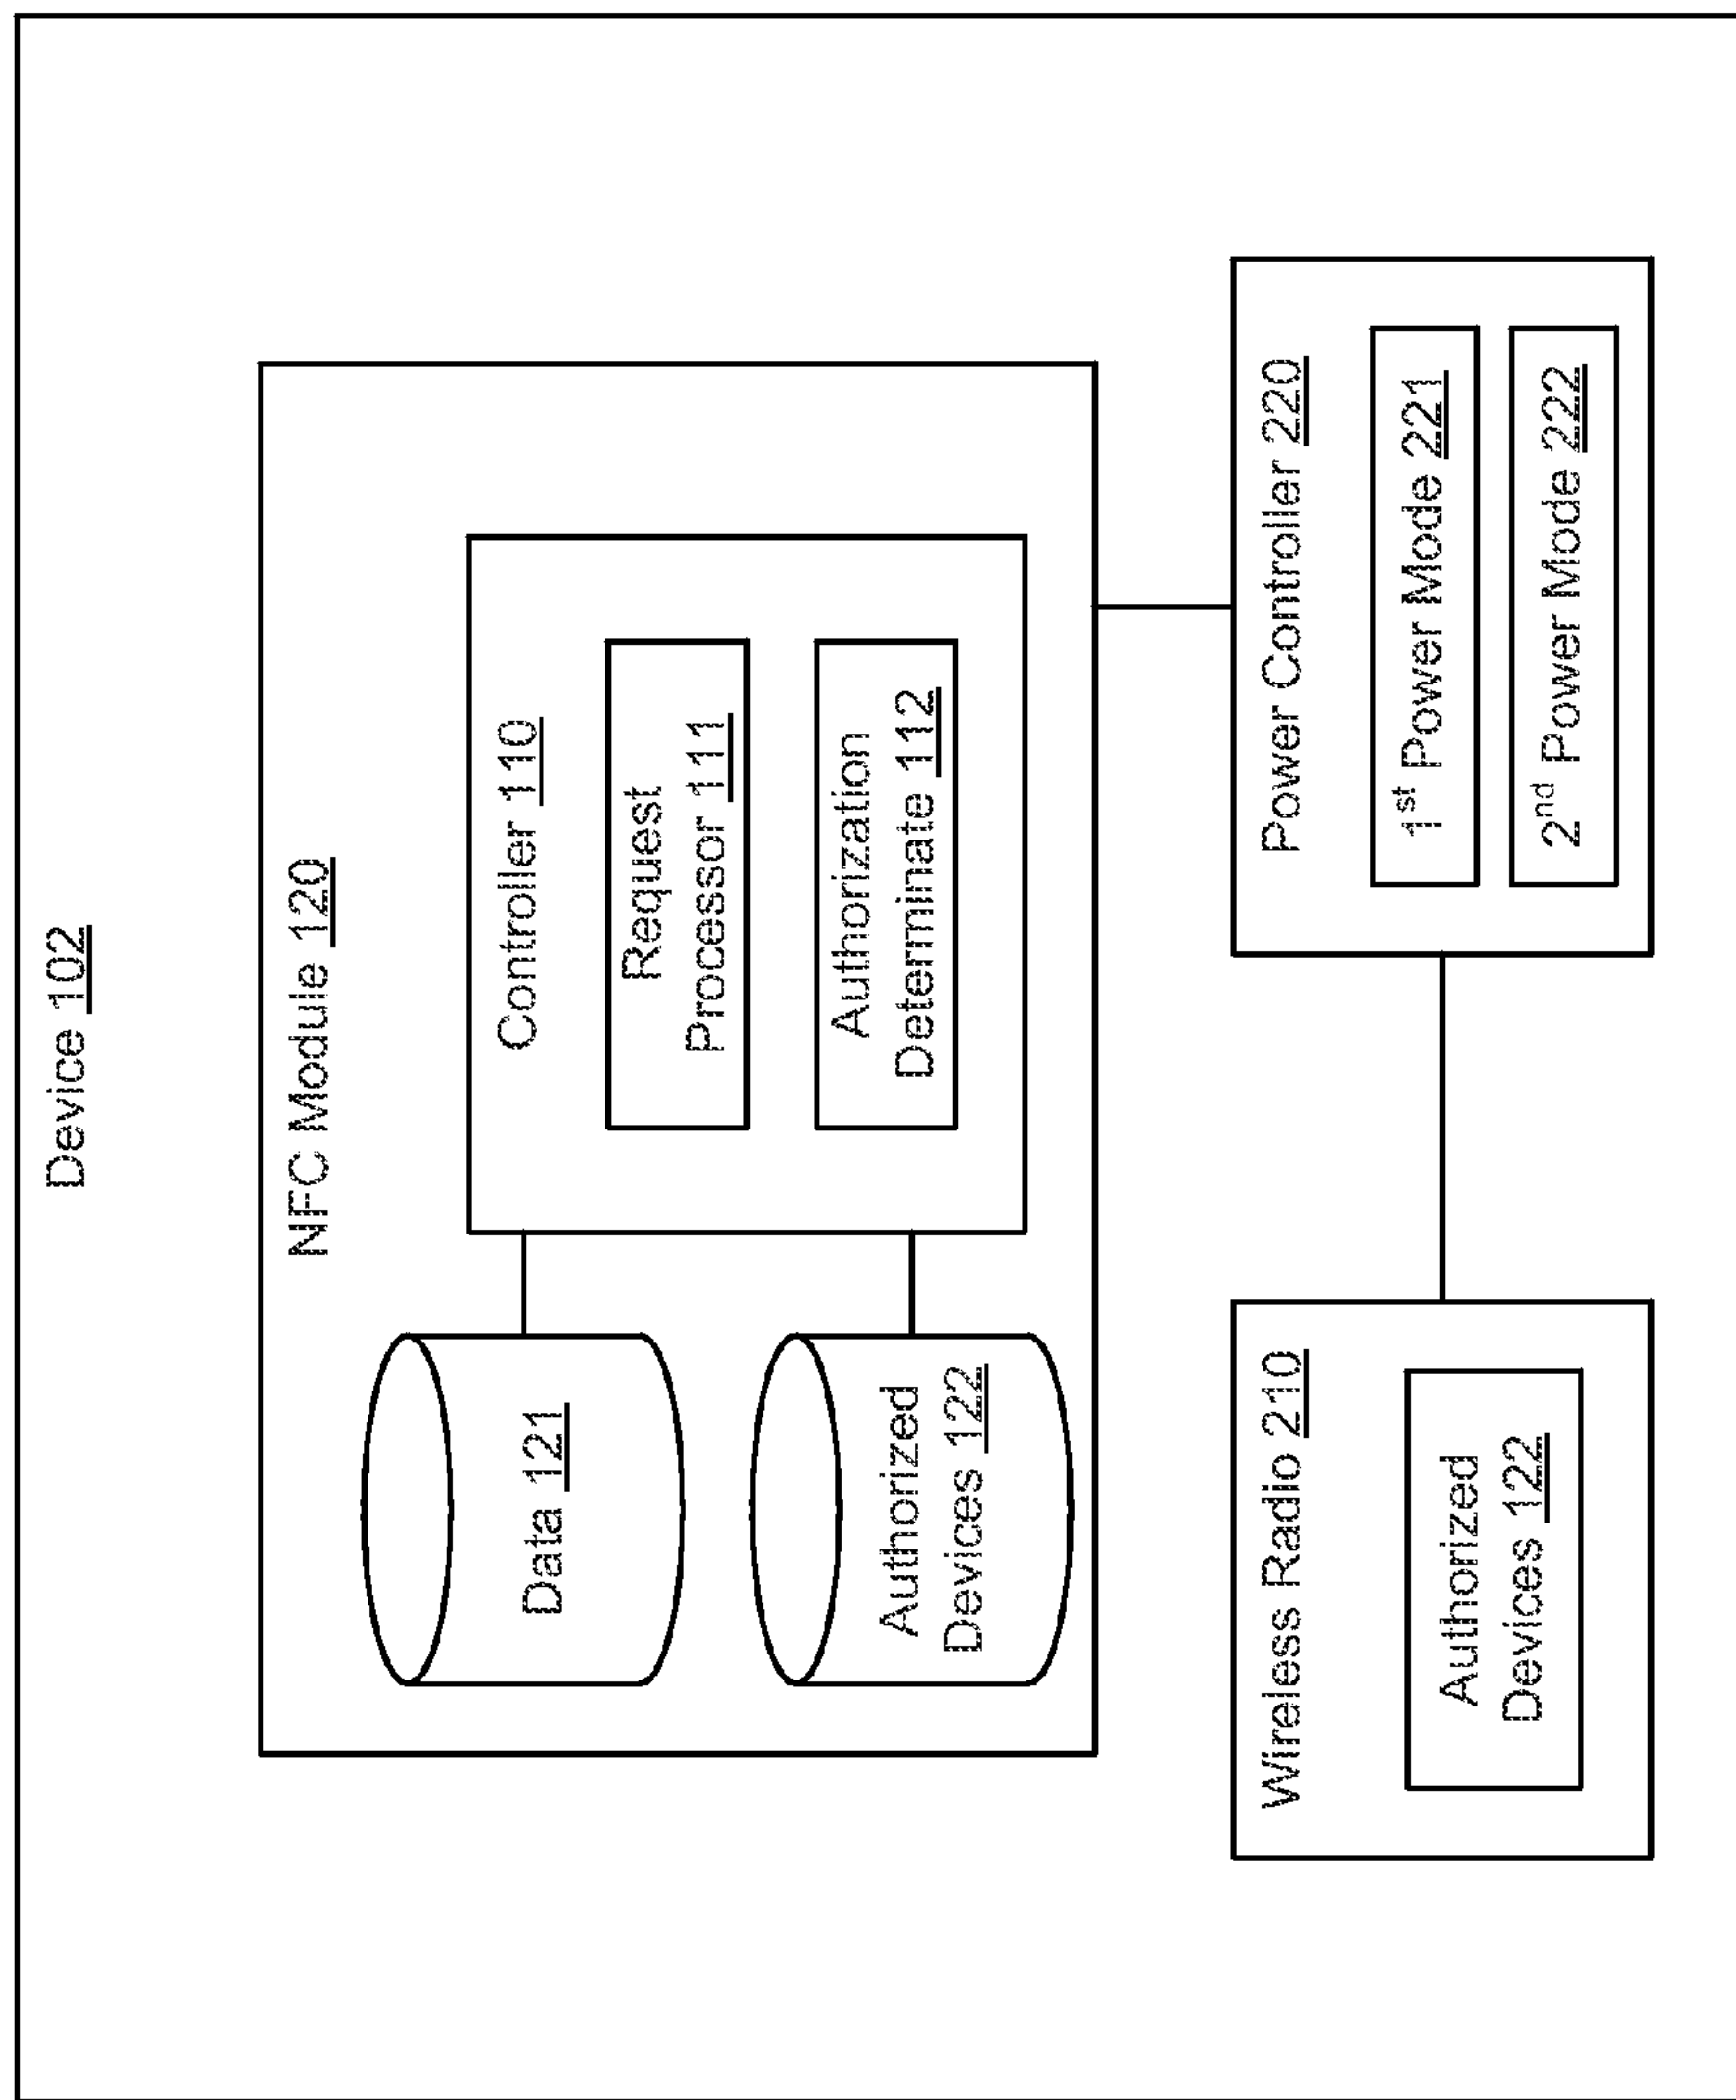 Device 102
NFC Module 120
Data 121
Authorized
Devices 122
Controller 110
Request
Processor 111
Authorization
Determinate 112
Wireless Radio 210
Authorized
Devices 122
Power Controller 220
1st Power Mode 221
2nd Power Mode 222